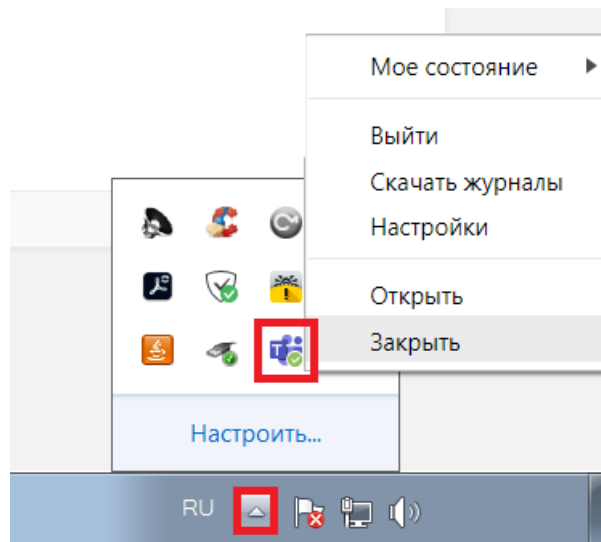 Мое состояние
Выйти
Скачать журналы
Настройки
Открыть
Закрыть
Настроить...
RU